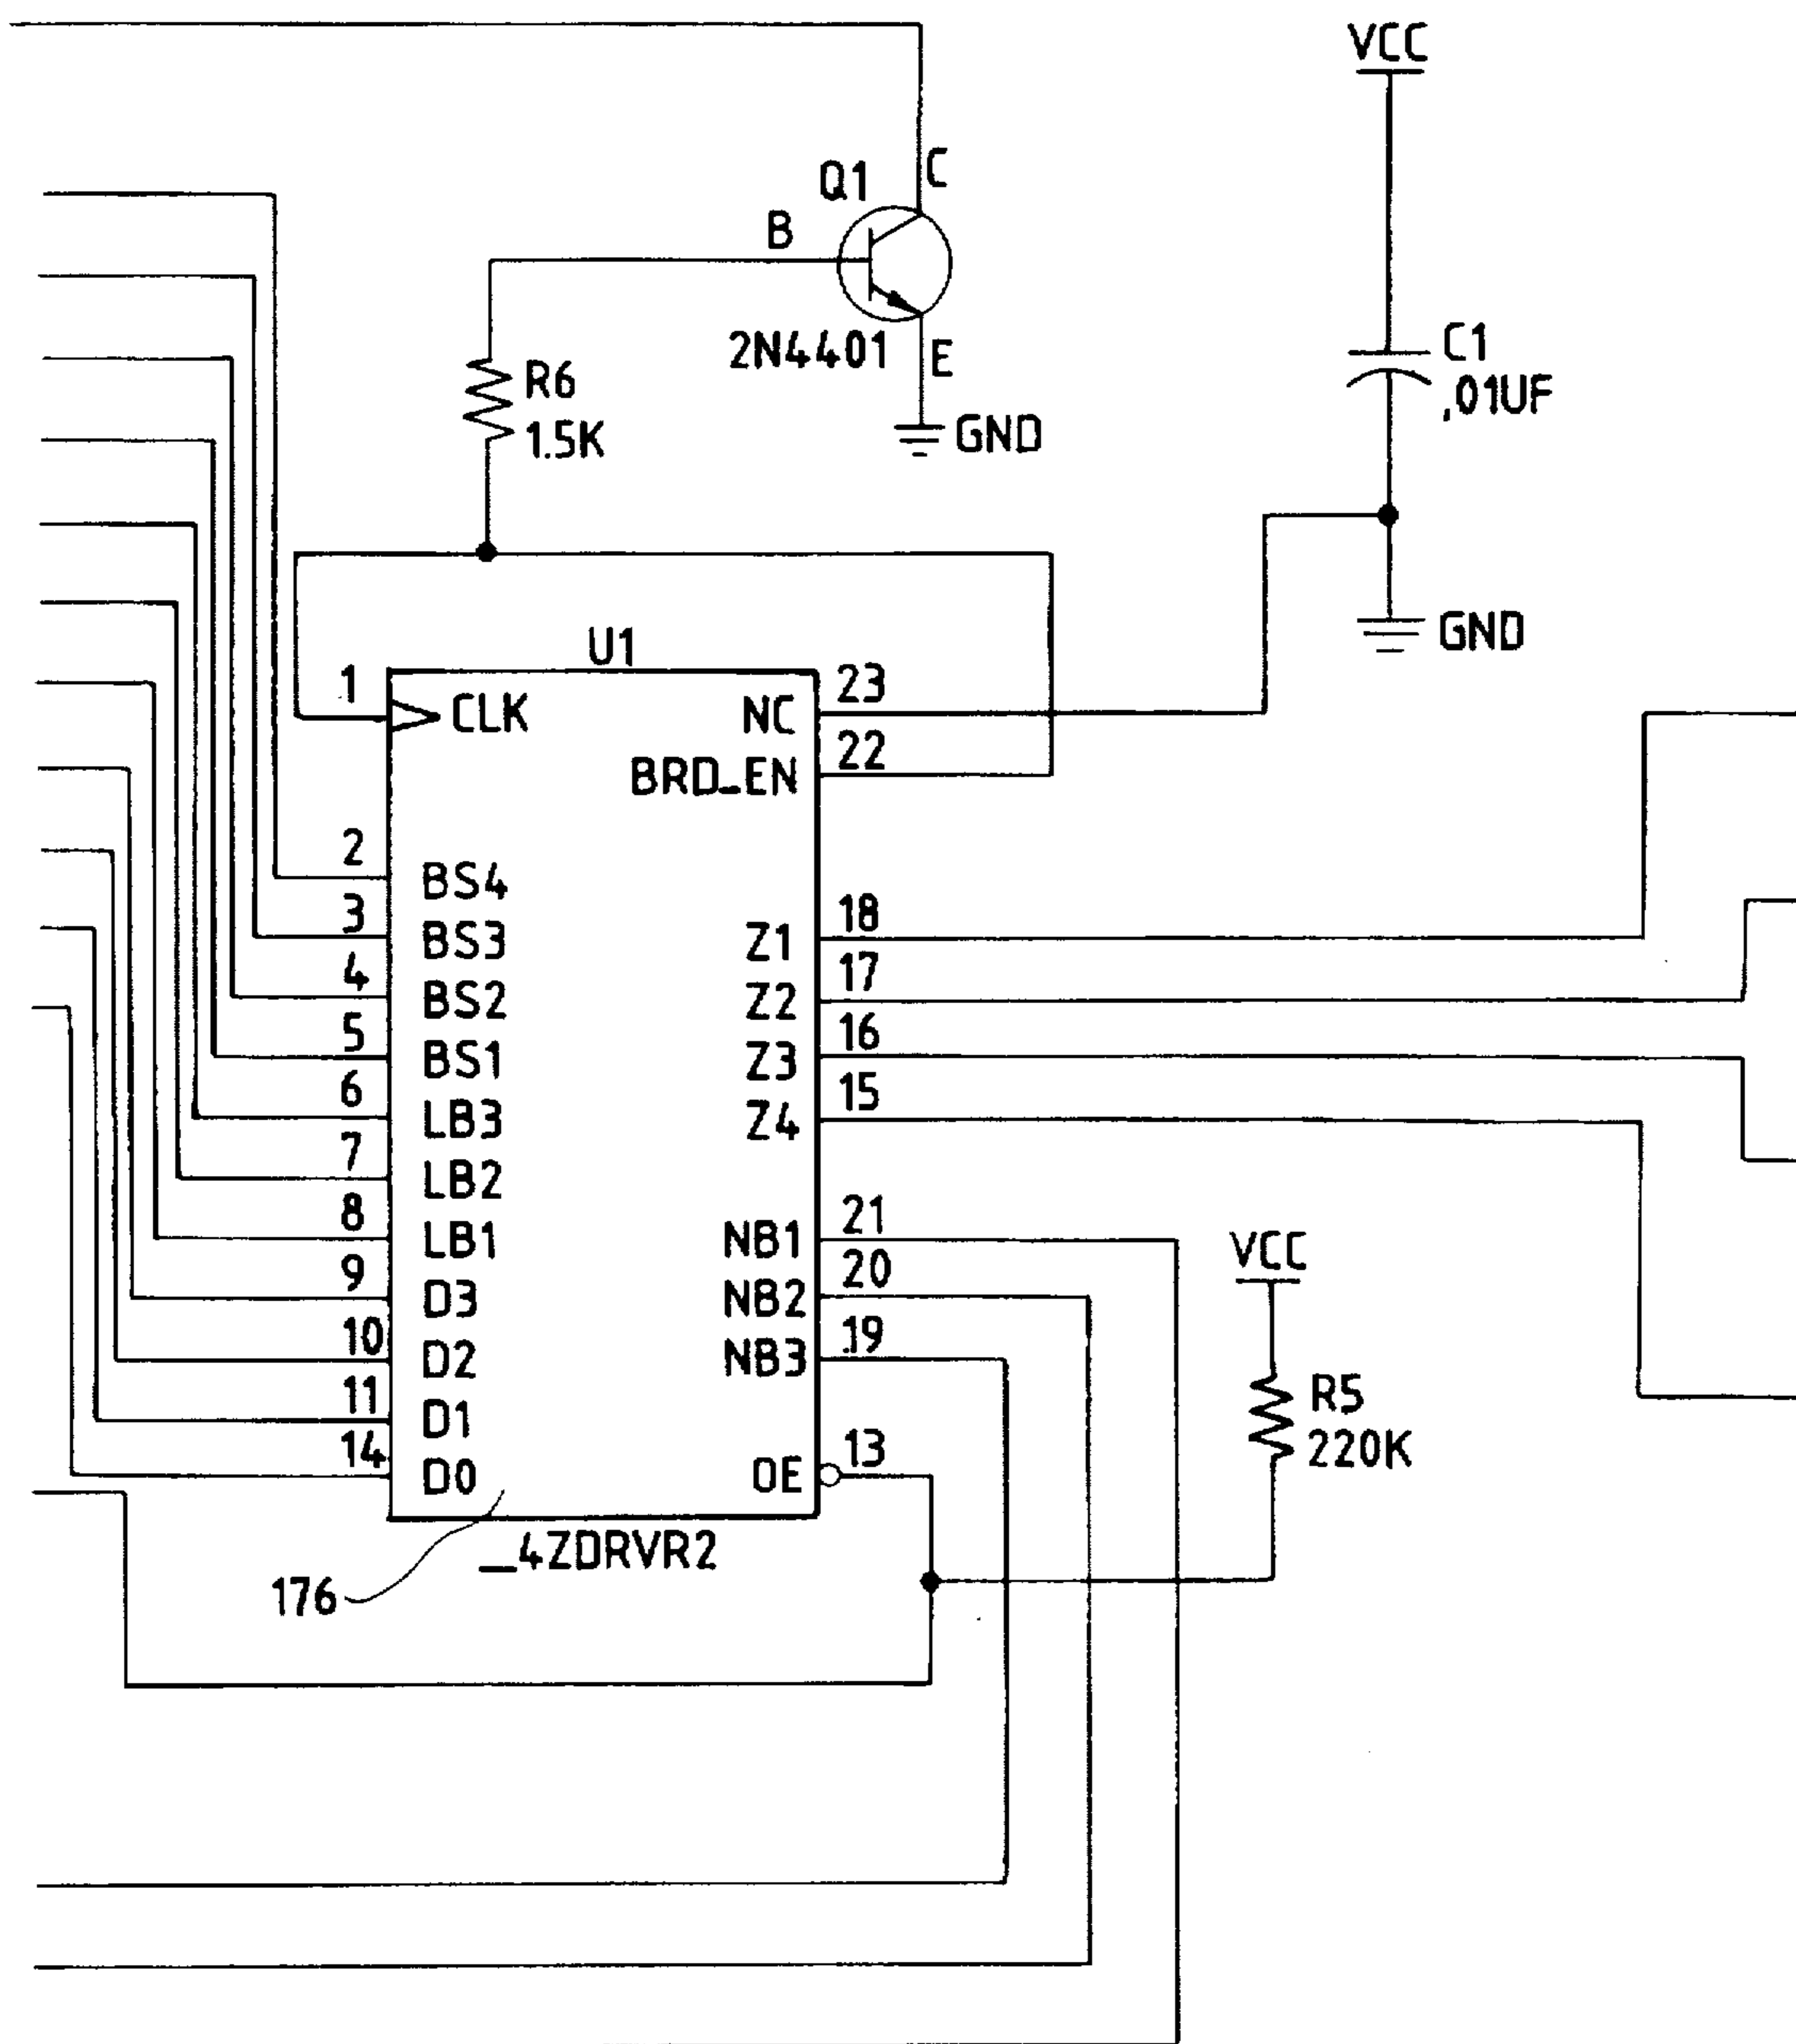 VCC
Q1
C
B
2N4401
E
GND
R6
1.5K
C1
.01UF
GND
U1
1
CLK
NC
23
BRD_EN
22
2
BS4
3
BS3
4
BS2
5
BS1
6
LB3
7
LB2
8
LB1
9
D3
10
D2
11
D1
14
D0
Z1
18
Z2
17
Z3
16
Z4
15
NB1
21
NB2
20
NB3
19
OE
13
VCC
R5
220K
_4ZDRVR2
176